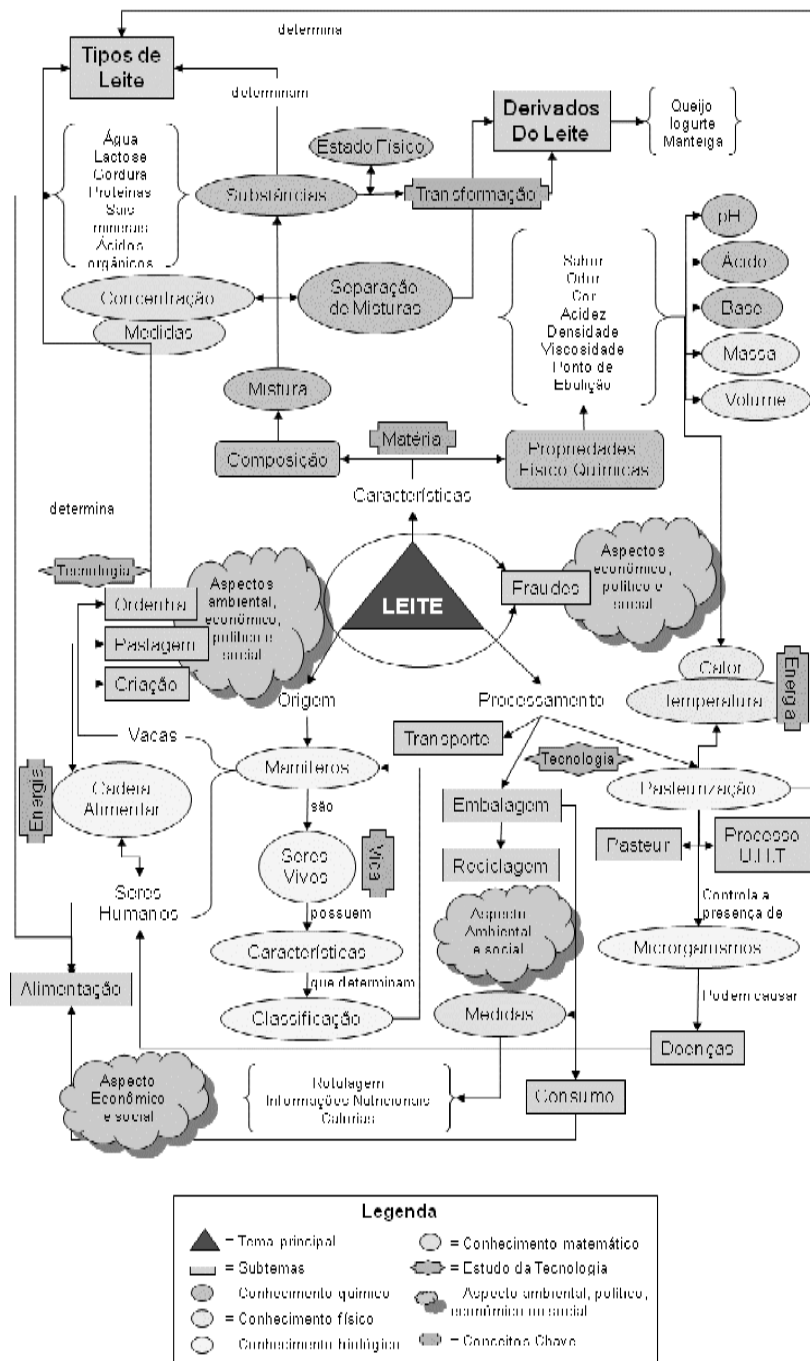 determina
Tipos de
Leite
determinam
Derivados
Do Leite
Queijo
Iogurte
Manteiga
Água
Lactose
Gordura
Proteínas
Sais
minerais
Ácidos
orgânicos
Estado Físico
Substâncias
Transformação
pH
Ácido
Base
Massa
Volume
Sabor
Odor
Cor
Acidez
Densidade
Viscosidade
Ponto de
Ebulição
Concentração
Medidas
Separação
de Misturas
Mistura
Matéria
Composição
Propriedades
Físico Químicas
Características
determina
Tecnologia
Ordenha
Pastagem
Criação
Aspectos
ambiental,
econômico,
político e
social
LEITE
Fraudes
Aspectos
econômico,
político e
social
Calor
Temperatura
Energia
Origem
Processamento
Vacas
Mamíferos
Transporte
Tecnologia
Pasteurização
Energia
Cadeia
Alimentar
são
Embalagem
Pasteur
Processo
U.H.T
Seres
Vivos
Vida
Reciclagem
Seres
Humanos
possuem
Aspecto
Ambiental
e social
Controla a
presença de
Características
Microrganismos
que determinam
Alimentação
Classificação
Medidas
Podem causar
Doenças
Aspecto
Econômico
e social
Rotulagem
Informações Nutricionais
Calorias
Consumo
Legenda
= Tema principal
= Subtemas
Conhecimento químico
= Conhecimento físico
Conhecimento biológico
= Conhecimento matemático
= Estudo da Tecnologia
= Aspecto ambiental, político,
econômico ou social
= Conceitos Chave